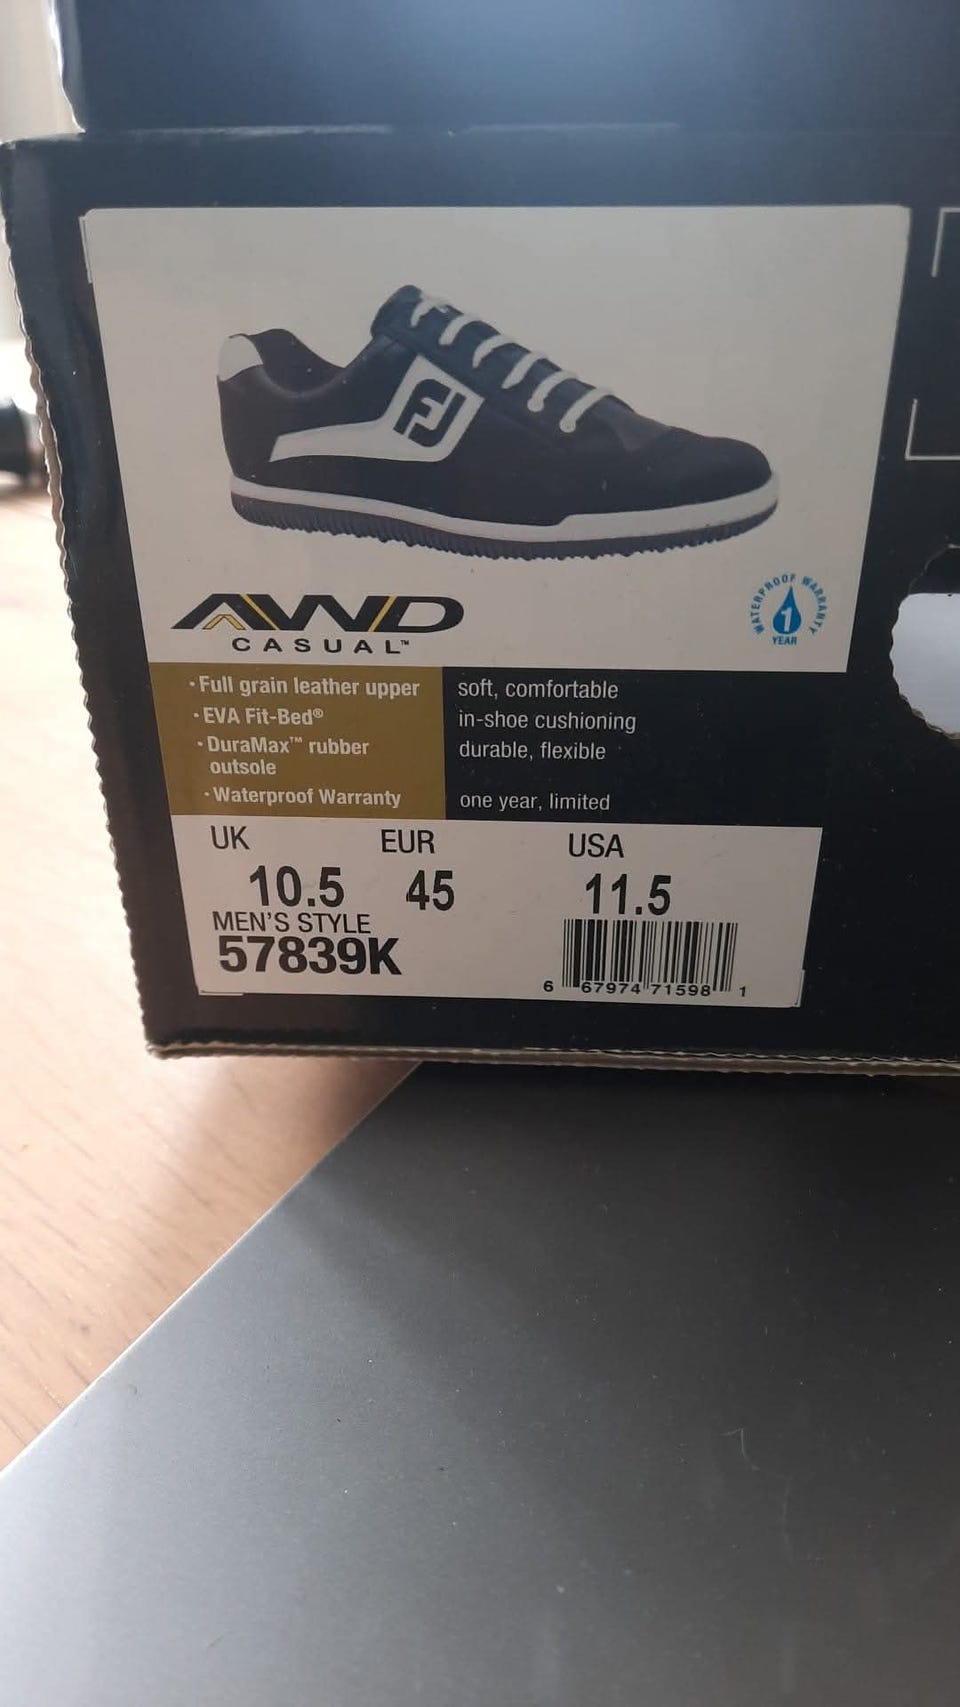 FJ
AWD
CASUAL™
WATERPROOF WARRANTY
1
YEAR
• Full grain leather upper soft, comfortable
• EVA Fit-Bed® in-shoe cushioning
• DuraMax™ rubber durable, flexible
outsole
• Waterproof Warranty one year, limited
UK EUR USA
10.5 45 11.5
MEN'S STYLE
57839K
6 67974 71598 1